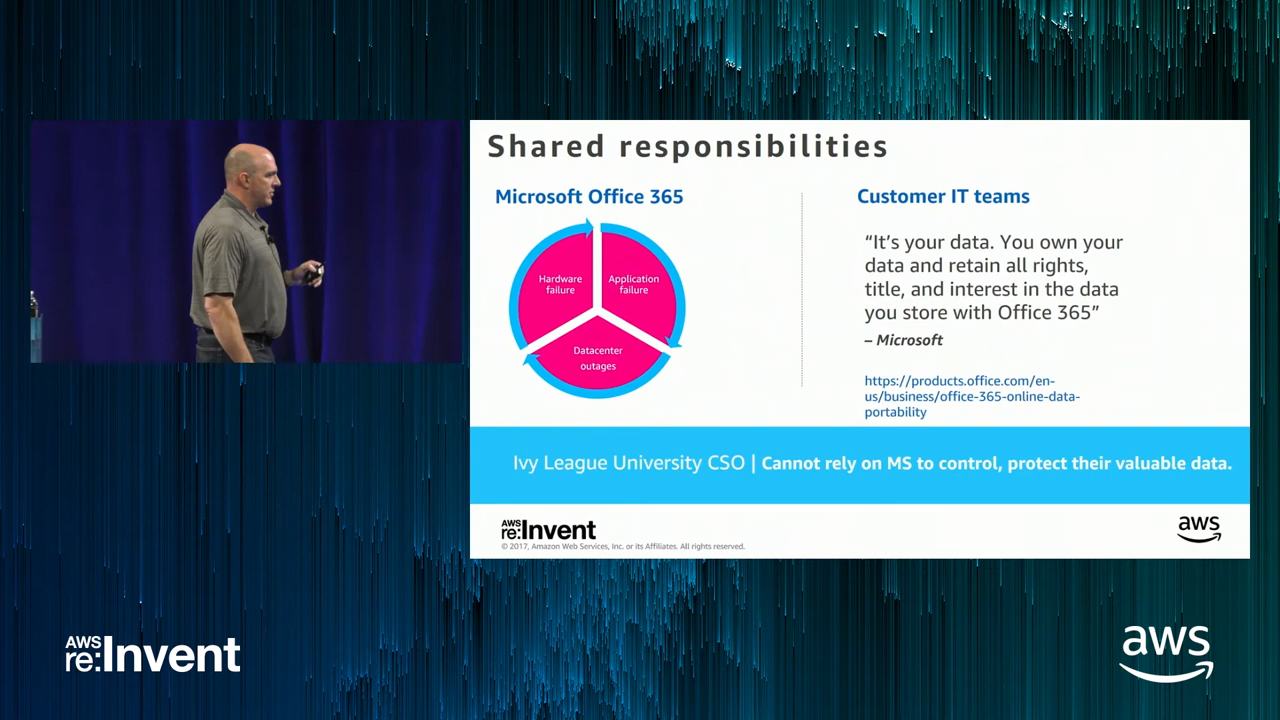 Shared responsibilities
Microsoft Office 365
Hardware
failure
Application
failure
Datacenter
outages
Customer IT teams
“It’s your data. You own your
data and retain all rights,
title, and interest in the data
you store with Office 365”
– Microsoft
https://products.office.com/en-
us/business/office-365-online-data-
portability
Ivy League University CSO | Cannot rely on MS to control, protect their valuable data.
AWS
re:Invent
© 2017, Amazon Web Services, Inc. or its Affiliates. All rights reserved.
aws
AWS
re:Invent
aws